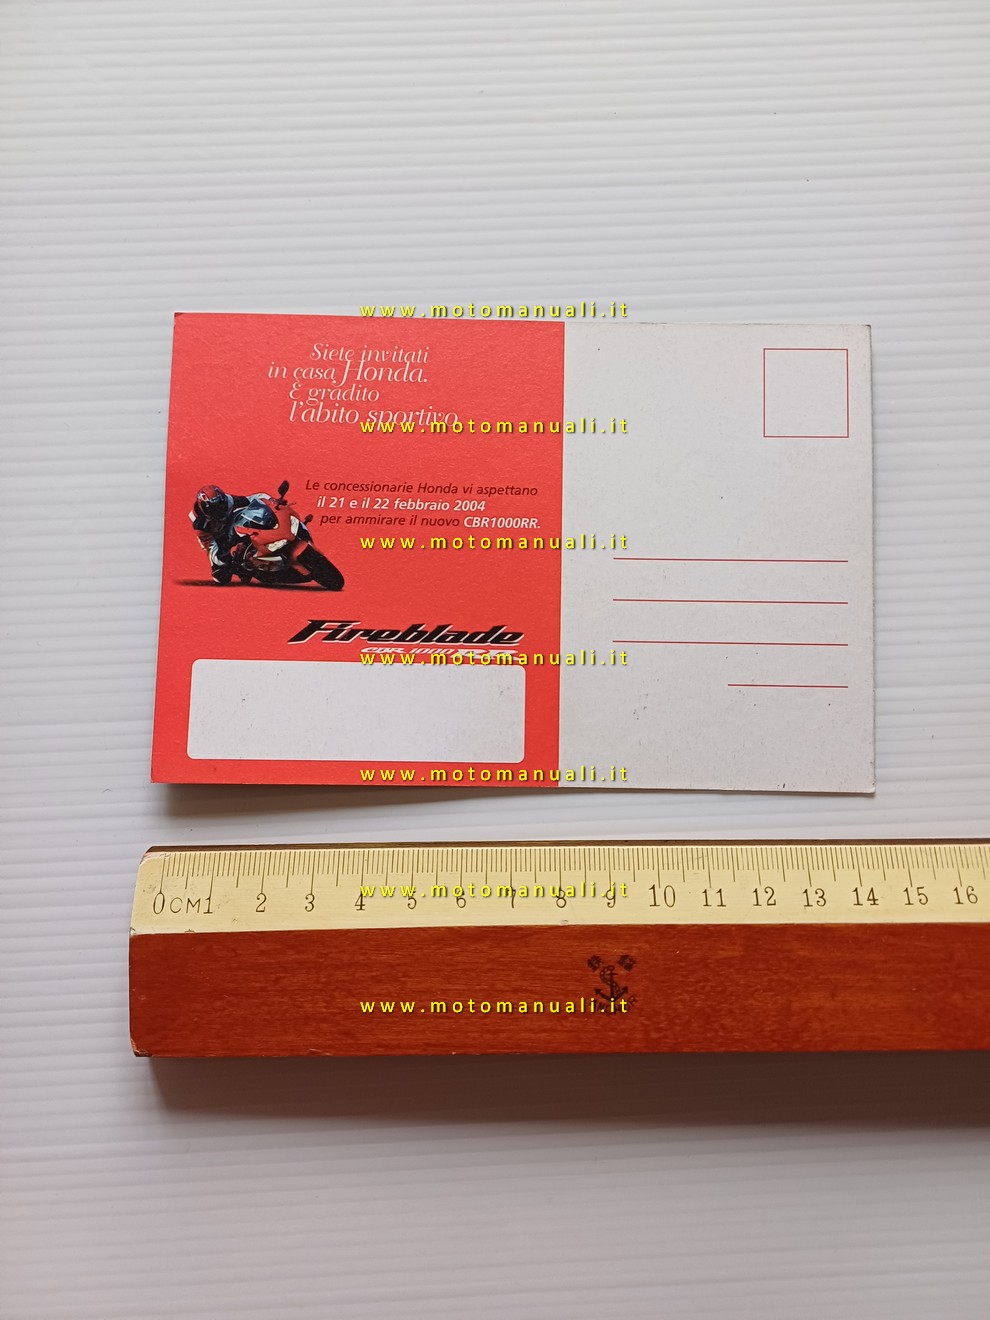 www.motomanuali.it
Siete invitati
in casa Honda.
È gradito
l'abito sportivo.
www.motomanuali.it
Le concessionarie Honda vi aspettano
il 21 e il 22 febbraio 2004
per ammirare il nuovo CBR1000RR.
www.motomanuali.it
Fireblade
CBR 1000 RR
www.motomanuali.it
www.motomanuali.it
0 CM 1 2 3 4 5 6 7 8 9 10 11 12 13 14 15 16
www.motomanuali.it
www.motomanuali.it